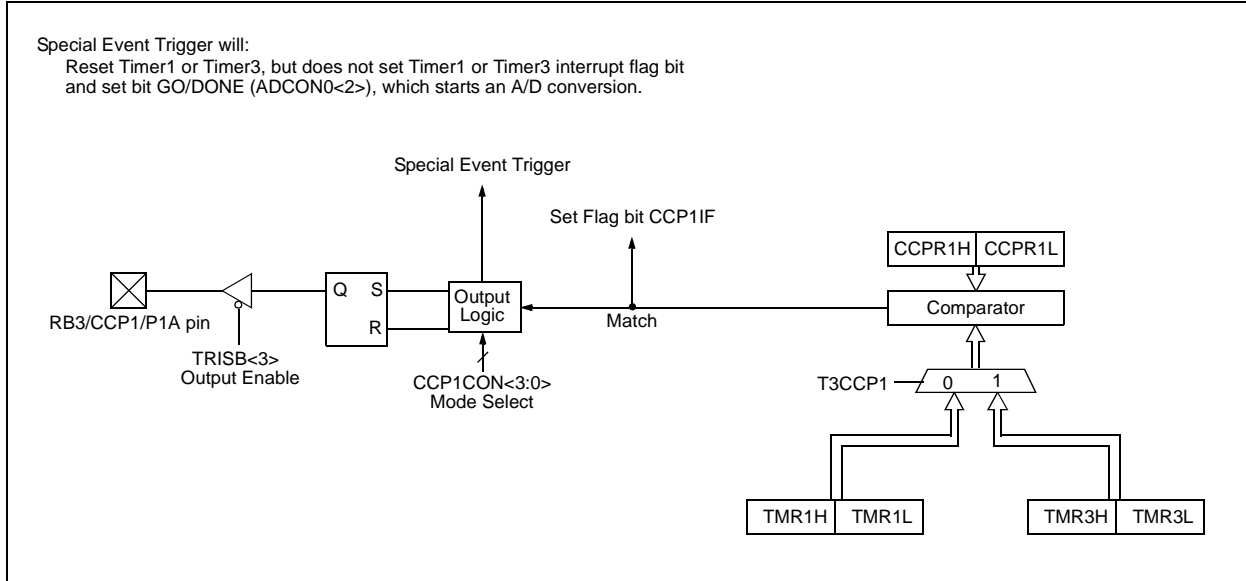 Special Event Trigger will:
Reset Timer1 or Timer3, but does not set Timer1 or Timer3 interrupt flag bit
and set bit GO/DONE (ADCON0<2>), which starts an A/D conversion.
Special Event Trigger
Set Flag bit CCP1IF
CCPR1H CCPR1L
Q S
R
Output
Logic
Comparator
Match
RB3/CCP1/P1A pin
TRISB<3>
Output Enable
CCP1CON<3:0>
Mode Select
T3CCP1
0 1
TMR1H TMR1L
TMR3H TMR3L